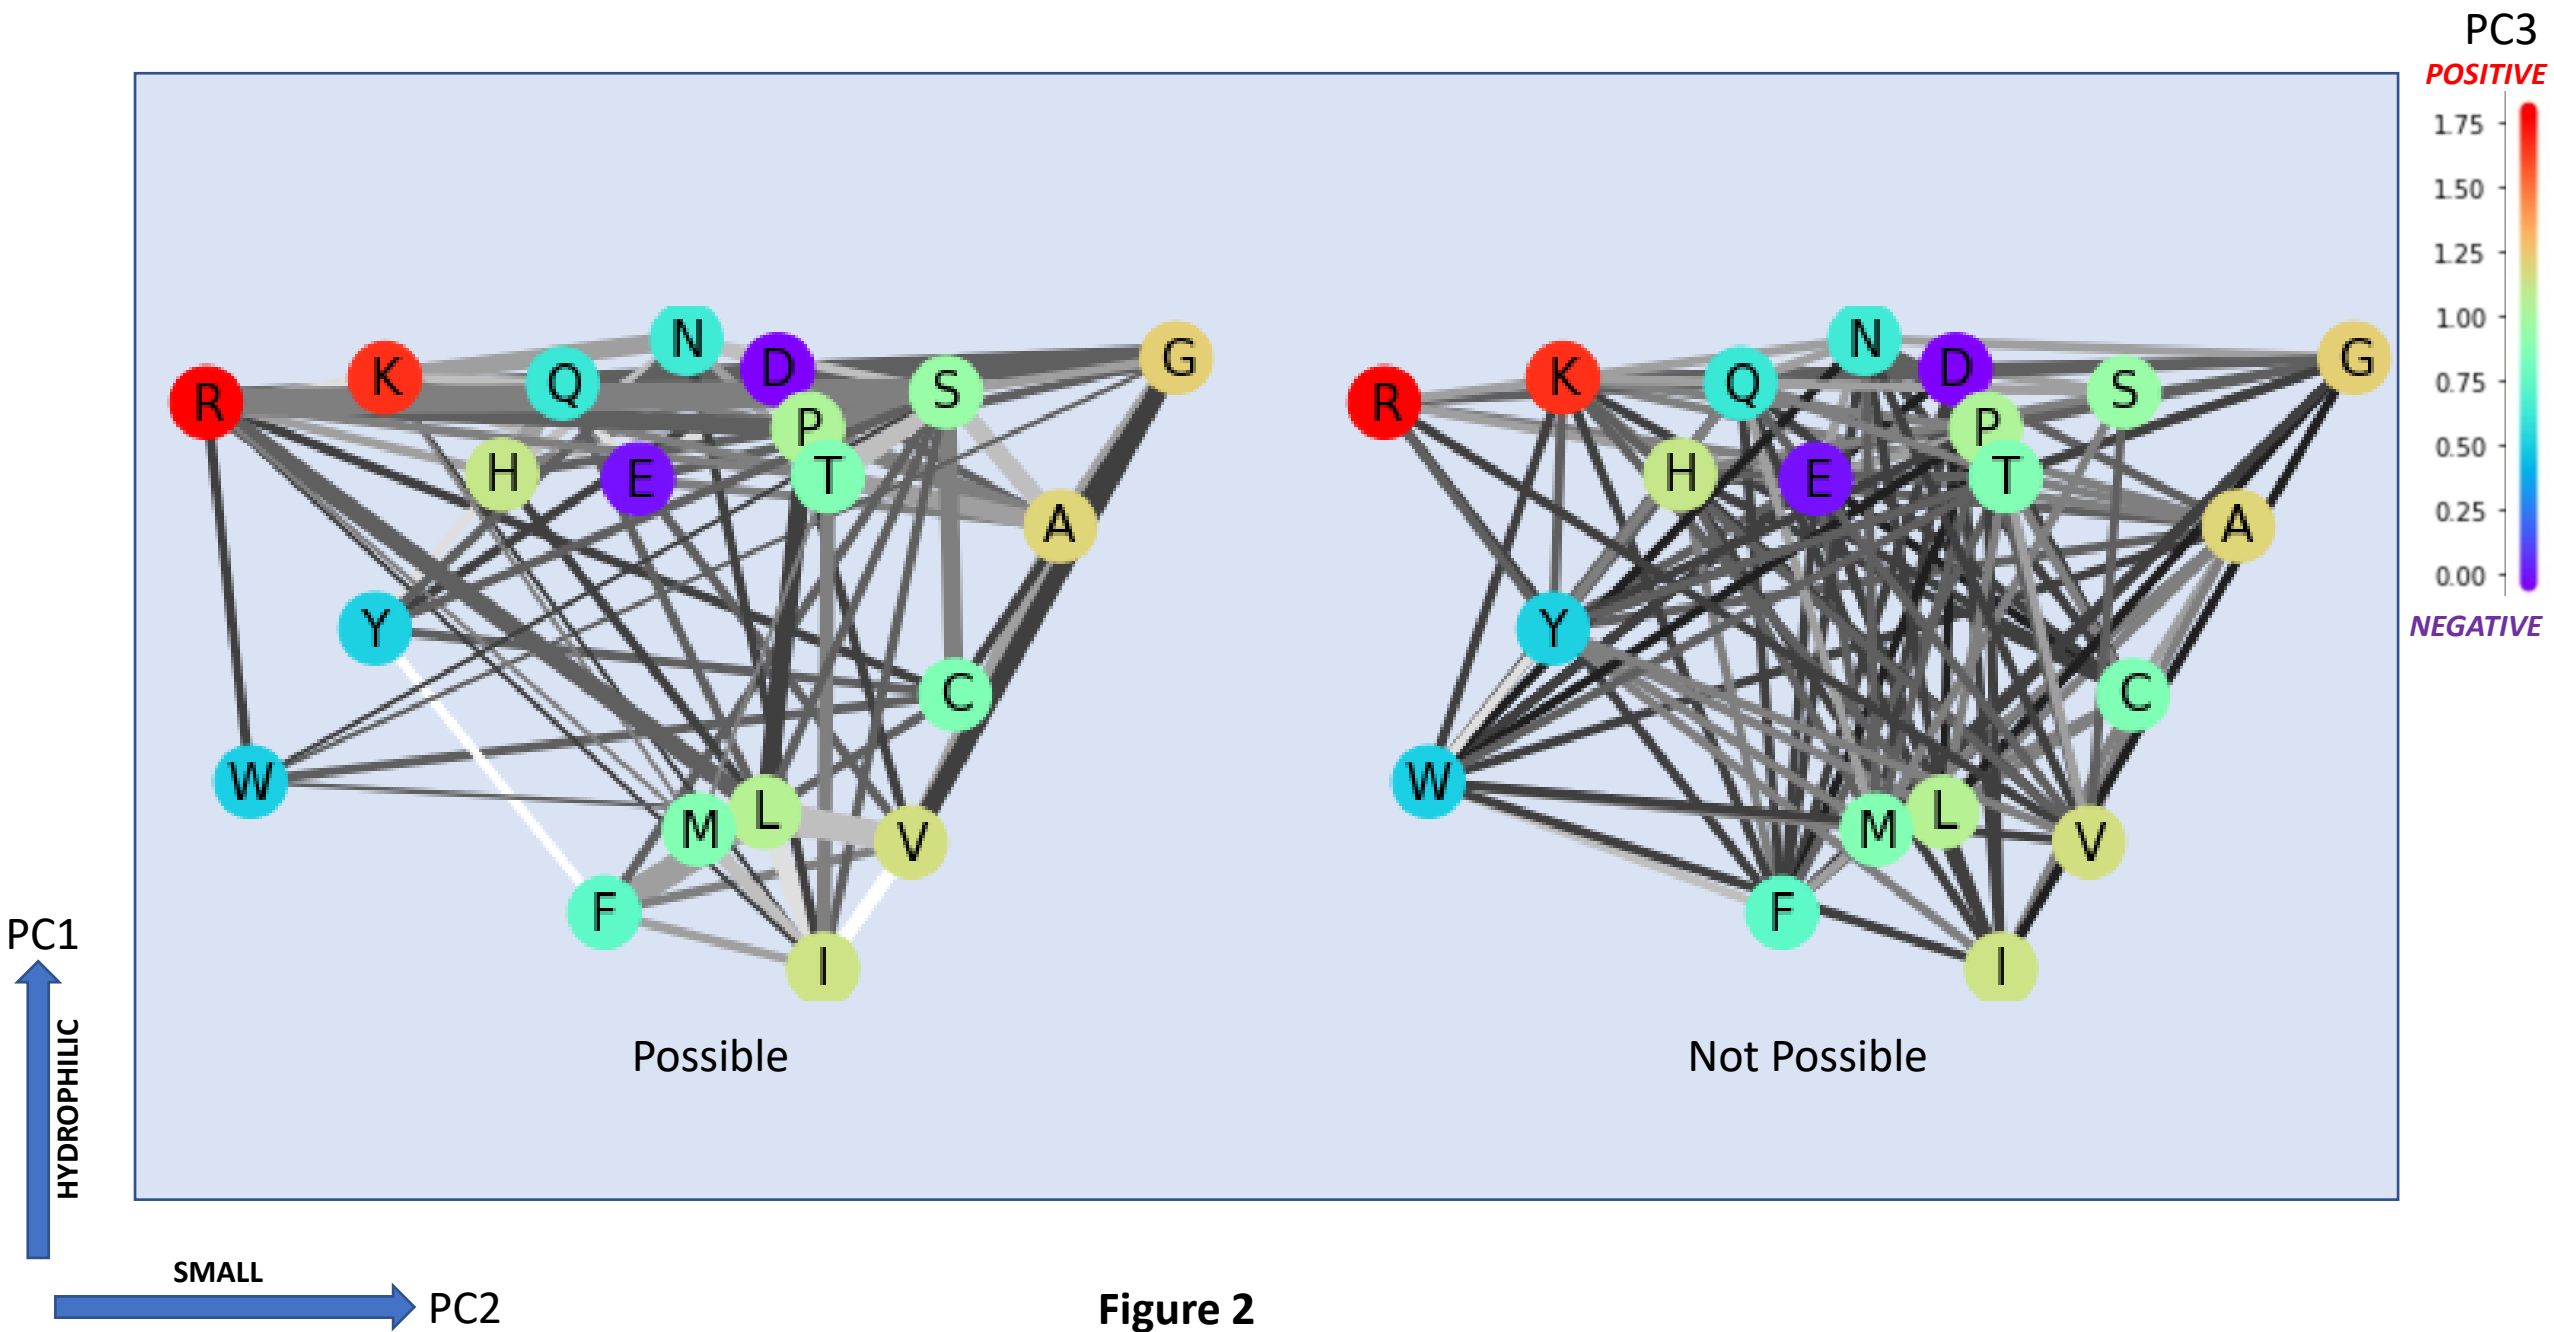 PC3
POSITIVE
1.75
1.50
1.25
1.00
0.75
0.50
0.25
0.00
NEGATIVE
N
D
G
K
Q
S
R
P
H
E
T
A
Y
C
W
L
M
V
F
I
Possible
N
D
G
K
Q
S
R
P
H
E
T
A
Y
C
W
L
M
V
F
I
Not Possible
PC1
HYDROPHILIC
SMALL
PC2
Figure 2